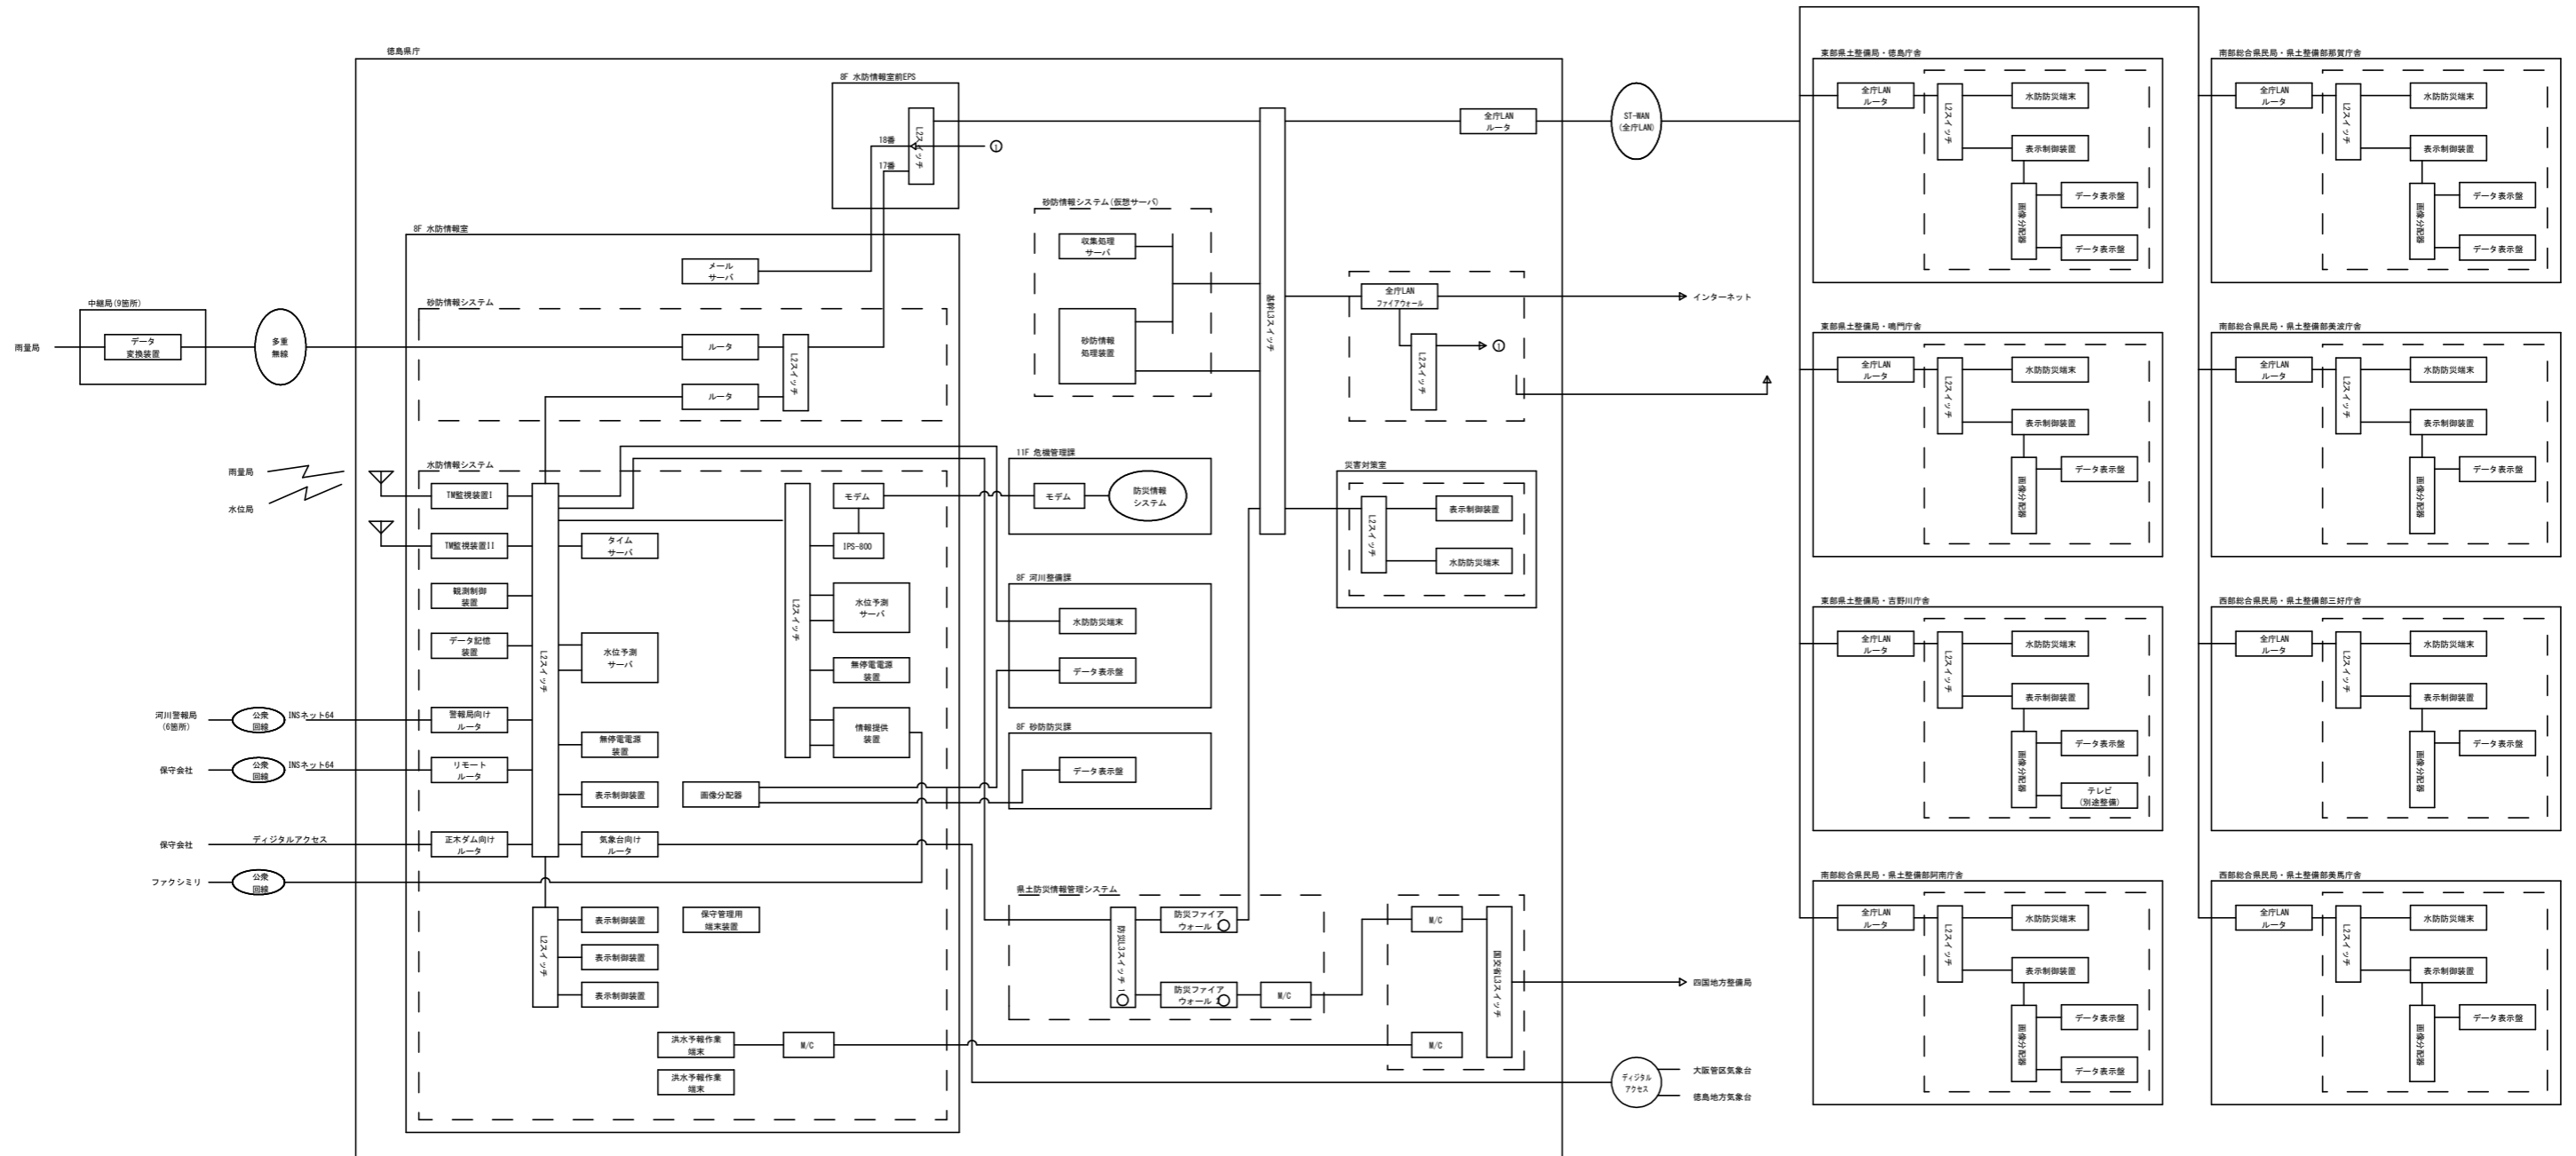 徳島県庁
8F 水防情報室前EPS
L2スイッチ
18番
17番
①
全庁LAN
ルータ
ST-WAN
(全庁LAN)
8F 水防情報室
メール
サーバ
砂防情報システム
ルータ
ルータ
L2スイッチ
中継局(9箇所)
雨量局
データ
変換装置
多重
無線
砂防情報システム(仮想サーバ)
収集処理
サーバ
砂防情報
処理装置
基幹L3スイッチ
全庁LAN
ファイアウォール
インターネット
L2スイッチ
①
雨量局
水位局
水防情報システム
TM監視装置I
TM監視装置II
観測制御
装置
データ記憶
装置
警報局向け
ルータ
リモート
ルータ
正木ダム向け
ルータ
河川警報局
(6箇所)
公衆
回線
INSネット64
保守会社
公衆
回線
INSネット64
保守会社
ディジタルアクセス
ファクシミリ
公衆
回線
L2スイッチ
タイム
サーバ
水位予測
サーバ
無停電電源
装置
表示制御装置
気象台向け
ルータ
画像分配器
L2スイッチ
モデム
IPS-800
水位予測
サーバ
無停電電源
装置
情報提供
装置
L2スイッチ
表示制御装置
表示制御装置
表示制御装置
保守管理用
端末装置
洪水予報作業
端末
M/C
洪水予報作業
端末
11F 危機管理課
モデム
防災情報
システム
8F 河川整備課
水防防災端末
データ表示盤
8F 砂防防災課
データ表示盤
災害対策室
L2スイッチ
表示制御装置
水防防災端末
県土防災情報管理システム
防災L3スイッチ 1
防災ファイア
ウォール 1
防災ファイア
ウォール 2
M/C
M/C
M/C
国交省L3スイッチ
四国地方整備局
ディジタル
アクセス
大阪管区気象台
徳島地方気象台
東部県土整備局・徳島庁舎
全庁LAN
ルータ
L2スイッチ
水防防災端末
表示制御装置
画像分配器
データ表示盤
データ表示盤
東部県土整備局・鳴門庁舎
全庁LAN
ルータ
L2スイッチ
水防防災端末
表示制御装置
画像分配器
データ表示盤
東部県土整備局・吉野川庁舎
全庁LAN
ルータ
L2スイッチ
水防防災端末
表示制御装置
画像分配器
データ表示盤
テレビ
(別途整備)
南部総合県民局・県土整備部阿南庁舎
全庁LAN
ルータ
L2スイッチ
水防防災端末
表示制御装置
画像分配器
データ表示盤
データ表示盤
南部総合県民局・県土整備部那賀庁舎
全庁LAN
ルータ
L2スイッチ
水防防災端末
表示制御装置
画像分配器
データ表示盤
データ表示盤
南部総合県民局・県土整備部美波庁舎
全庁LAN
ルータ
L2スイッチ
水防防災端末
表示制御装置
画像分配器
データ表示盤
西部総合県民局・県土整備部三好庁舎
全庁LAN
ルータ
L2スイッチ
水防防災端末
表示制御装置
画像分配器
データ表示盤
西部総合県民局・県土整備部美馬庁舎
全庁LAN
ルータ
L2スイッチ
水防防災端末
表示制御装置
画像分配器
データ表示盤